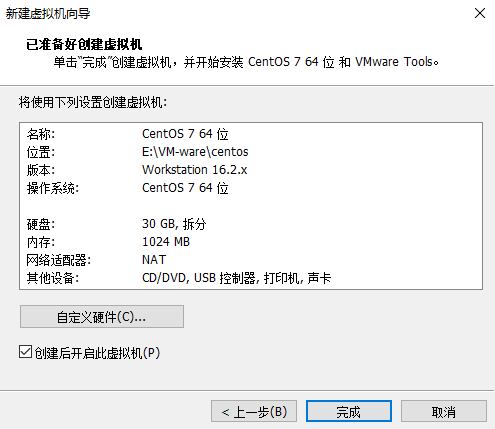 新建虚拟机向导
已准备好创建虚拟机
单击“完成”创建虚拟机，并开始安装 CentOS 7 64 位 和 VMware Tools。
将使用下列设置创建虚拟机:
名称: CentOS 7 64 位
位置: E:\VM-ware\centos
版本: Workstation 16.2.x
操作系统: CentOS 7 64 位
硬盘: 30 GB, 拆分
内存: 1024 MB
网络适配器: NAT
其他设备: CD/DVD, USB 控制器, 打印机, 声卡
自定义硬件(C)...
创建后开启此虚拟机(P)
< 上一步(B) 完成 取消